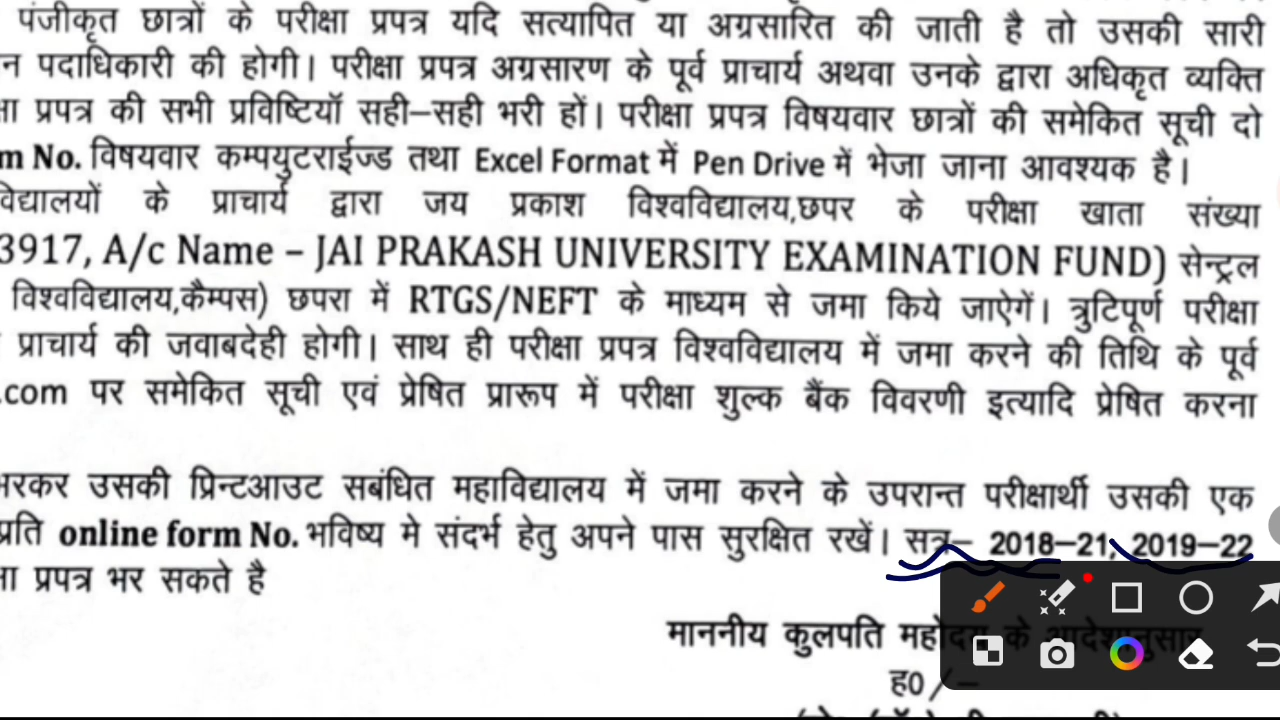 पंजीकृत छात्रों के परीक्षा प्रपत्र यदि सत्यापित या अग्रसारित की जाती है तो उसकी सारी
न पदाधिकारी की होगी। परीक्षा प्रपत्र अग्रसारण के पूर्व प्राचार्य अथवा उनके द्वारा अधिकृत व्यक्ति
प्रपत्र की सभी प्रविष्टियाँ सही–सही भरी हों। परीक्षा प्रपत्र विषयवार छात्रों की समेकित सूची दो
m No. विषयवार कम्पयुटराईज्ड तथा Excel Format में Pen Drive में भेजा जाना आवश्यक है।
विद्यालयों के प्राचार्य द्वारा जय प्रकाश विश्वविद्यालय,छपर के परीक्षा खाता संख्या
3917, A/c Name – JAI PRAKASH UNIVERSITY EXAMINATION FUND) सेन्ट्रल
विश्वविद्यालय,कैम्पस) छपरा में RTGS/NEFT के माध्यम से जमा किये जाऐगें। त्रुटिपूर्ण परीक्षा
प्राचार्य की जवाबदेही होगी। साथ ही परीक्षा प्रपत्र विश्वविद्यालय में जमा करने की तिथि के पूर्व
.com पर समेकित सूची एवं प्रेषित प्रारूप में परीक्षा शुल्क बैंक विवरणी इत्यादि प्रेषित करना
भरकर उसकी प्रिन्टआउट सबंधित महाविद्यालय में जमा करने के उपरान्त परीक्षार्थी उसकी एक
प्रति online form No. भविष्य मे संदर्भ हेतु अपने पास सुरक्षित रखें। सत्र– 2018–21, 2019–22
प्रपत्र भर सकते है
माननीय कुलपति महोदय के आदेशानुसार
ह0 /–